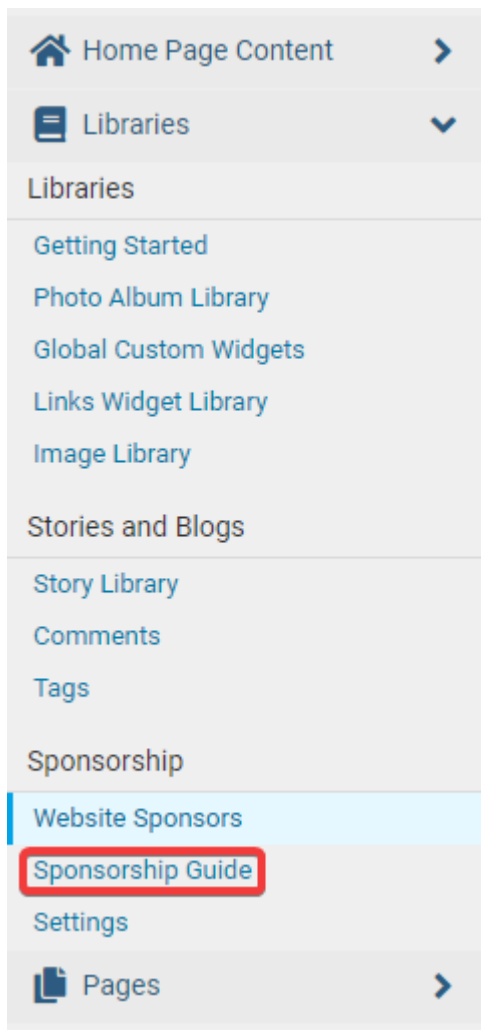 Home Page Content
Libraries
Libraries
Getting Started
Photo Album Library
Global Custom Widgets
Links Widget Library
Image Library
Stories and Blogs
Story Library
Comments
Tags
Sponsorship
Website Sponsors
Sponsorship Guide
Settings
Pages